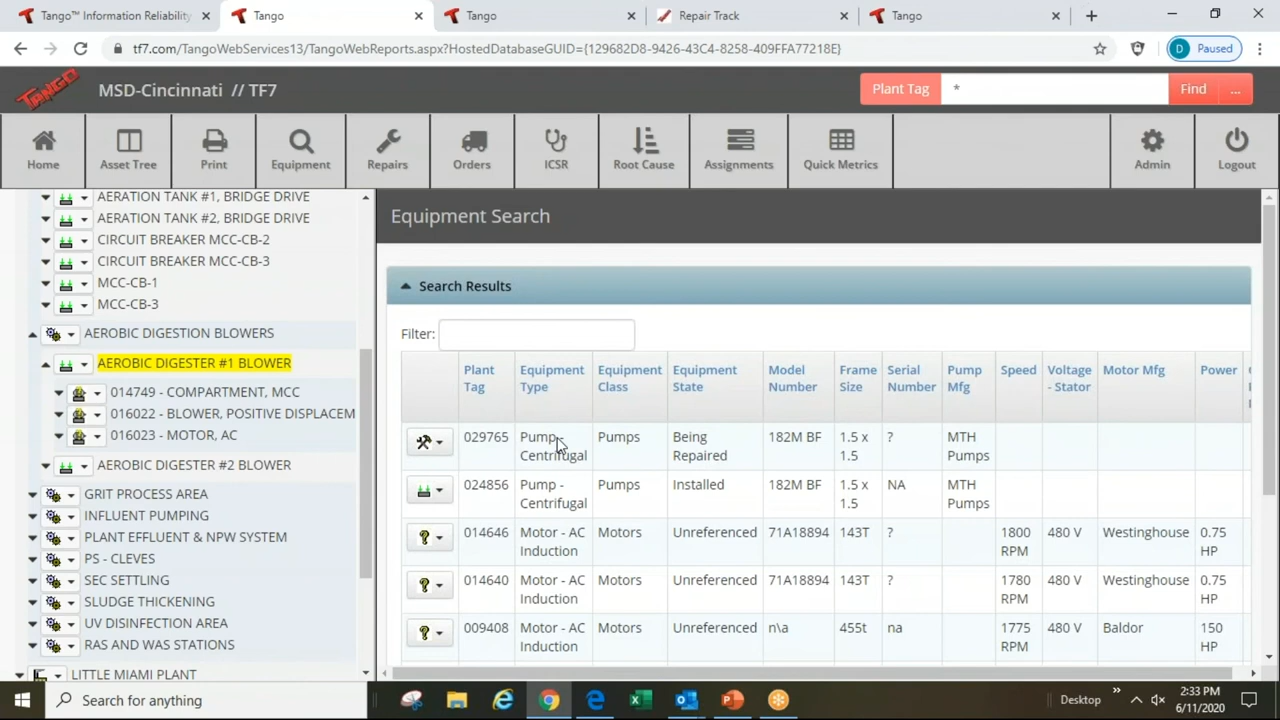 Tango™ Information Reliability
Tango
Tango
Repair Track
Tango
tf7.com/TangoWebServices13/TangoWebReports.aspx?HostedDatabaseGUID={129682D8-9426-43C4-8258-409FFA77218E}
D Paused
TANGO
MSD-Cincinnati // TF7
Plant Tag
*
Find
...
Home
Asset Tree
Print
Equipment
Repairs
Orders
ICSR
Root Cause
Assignments
Quick Metrics
Admin
Logout
AERATION TANK #1, BRIDGE DRIVE
AERATION TANK #2, BRIDGE DRIVE
CIRCUIT BREAKER MCC-CB-2
CIRCUIT BREAKER MCC-CB-3
MCC-CB-1
MCC-CB-3
AEROBIC DIGESTION BLOWERS
AEROBIC DIGESTER #1 BLOWER
014749 - COMPARTMENT, MCC
016022 - BLOWER, POSITIVE DISPLACEM
016023 - MOTOR, AC
AEROBIC DIGESTER #2 BLOWER
GRIT PROCESS AREA
INFLUENT PUMPING
PLANT EFFLUENT & NPW SYSTEM
PS - CLEVES
SEC SETTLING
SLUDGE THICKENING
UV DISINFECTION AREA
RAS AND WAS STATIONS
LITTLE MIAMI PLANT
Equipment Search
Search Results
Filter:
Plant Equipment Equipment Equipment Model Frame Serial Pump Speed Voltage Motor Mfg Power
Tag Type Class State Number Size Number Mfg - Stator
029765 Pump - Pumps Being 182M BF 1.5 x ? MTH
Centrifugal Repaired 1.5 Pumps
024856 Pump - Pumps Installed 182M BF 1.5 x NA MTH
Centrifugal 1.5 Pumps
014646 Motor - AC Motors Unreferenced 71A18894 143T ? 1800 480 V Westinghouse 0.75
Induction RPM HP
014640 Motor - AC Motors Unreferenced 71A18894 143T ? 1780 480 V Westinghouse 0.75
Induction RPM HP
009408 Motor - AC Motors Unreferenced n\a 455t na 1775 480 V Baldor 150
Induction RPM HP
Search for anything
Desktop
2:33 PM
6/11/2020